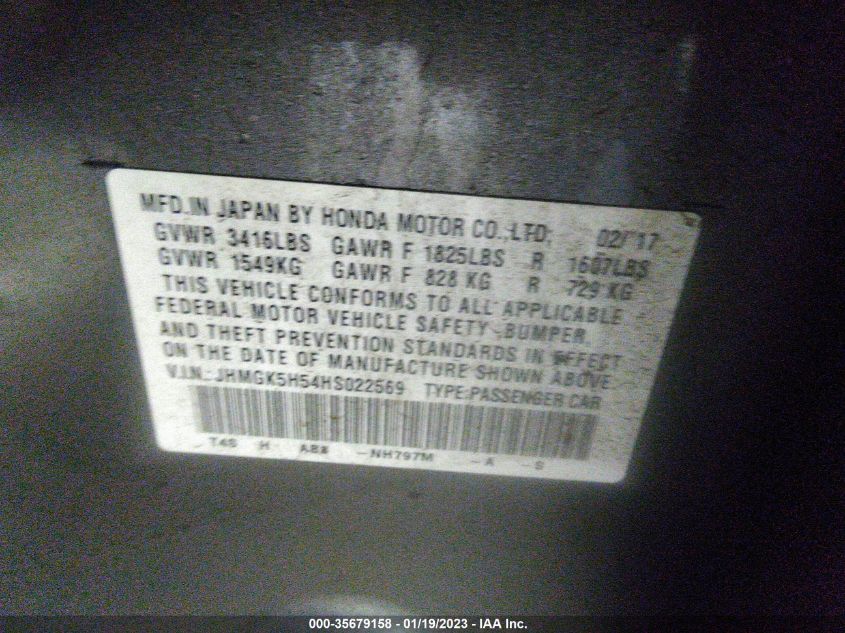 MFD.IN JAPAN BY HONDA MOTOR CO.,LTD. 02/'17
GVWR 3416LBS GAWR F 1825LBS R 1607LBS
GVWR 1549KG GAWR F 828 KG R 729 KG
THIS VEHICLE CONFORMS TO ALL APPLICABLE
FEDERAL MOTOR VEHICLE SAFETY, BUMPER,
AND THEFT PREVENTION STANDARDS IN EFFECT
ON THE DATE OF MANUFACTURE SHOWN ABOVE.
V.I.N.:JHMGK5H54HS022569 TYPE:PASSENGER CAR
T4S H -NH797M -A -S
000-35679158 - 01/19/2023 - IAA Inc.